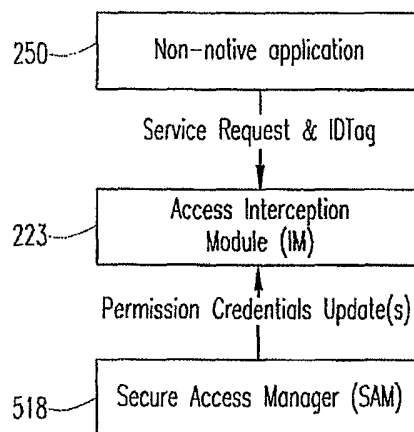 250
Non-native application
Service Request & IDTag
223
Access Interception
Module (IM)
Permission Credentials Update(s)
518
Secure Access Manager (SAM)